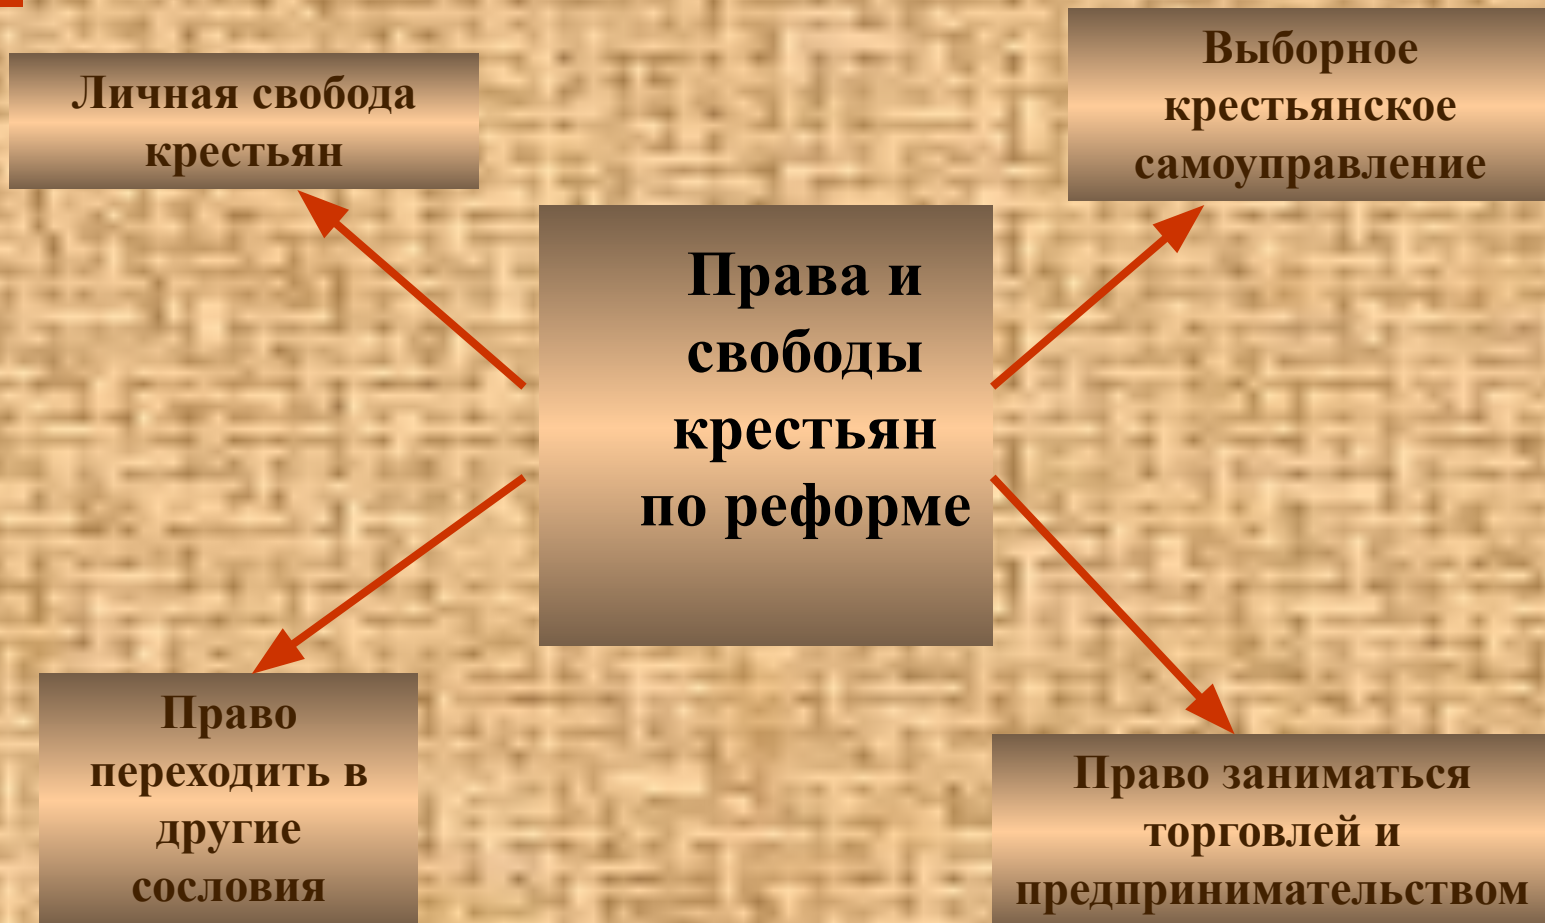 Личная свобода
крестьян
Выборное
крестьянское
самоуправление
Права и
свободы
крестьян
по реформе
Право
переходить в
другие
сословия
Право заниматься
торговлей и
предпринимательством